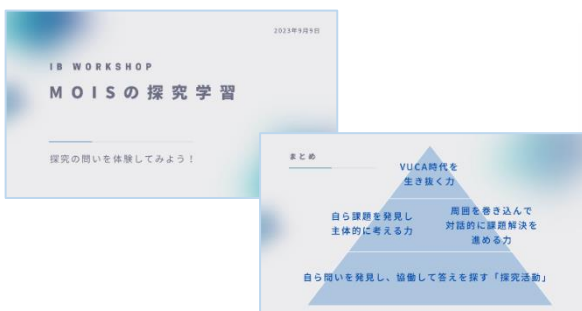 2023年9月9日
IB WORKSHOP
MOISの探究学習
探究の問いを体験してみよう！
まとめ
VUCA時代を
生き抜く力
自ら課題を発見し
主体的に考える力
周囲を巻き込んで
対話的に課題解決を
進める力
自ら問いを発見し、協働して答えを探す「探究活動」